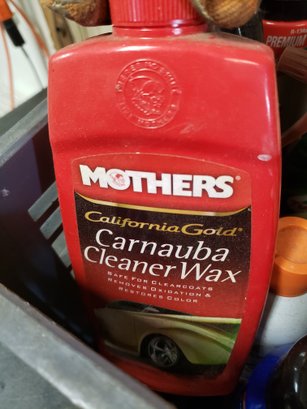 MOTHERS®
California Gold®
Carnauba
Cleaner Wax
SAFE FOR CLEARCOATS
REMOVES OXIDATION &
RESTORES COLOR
PREMIUM